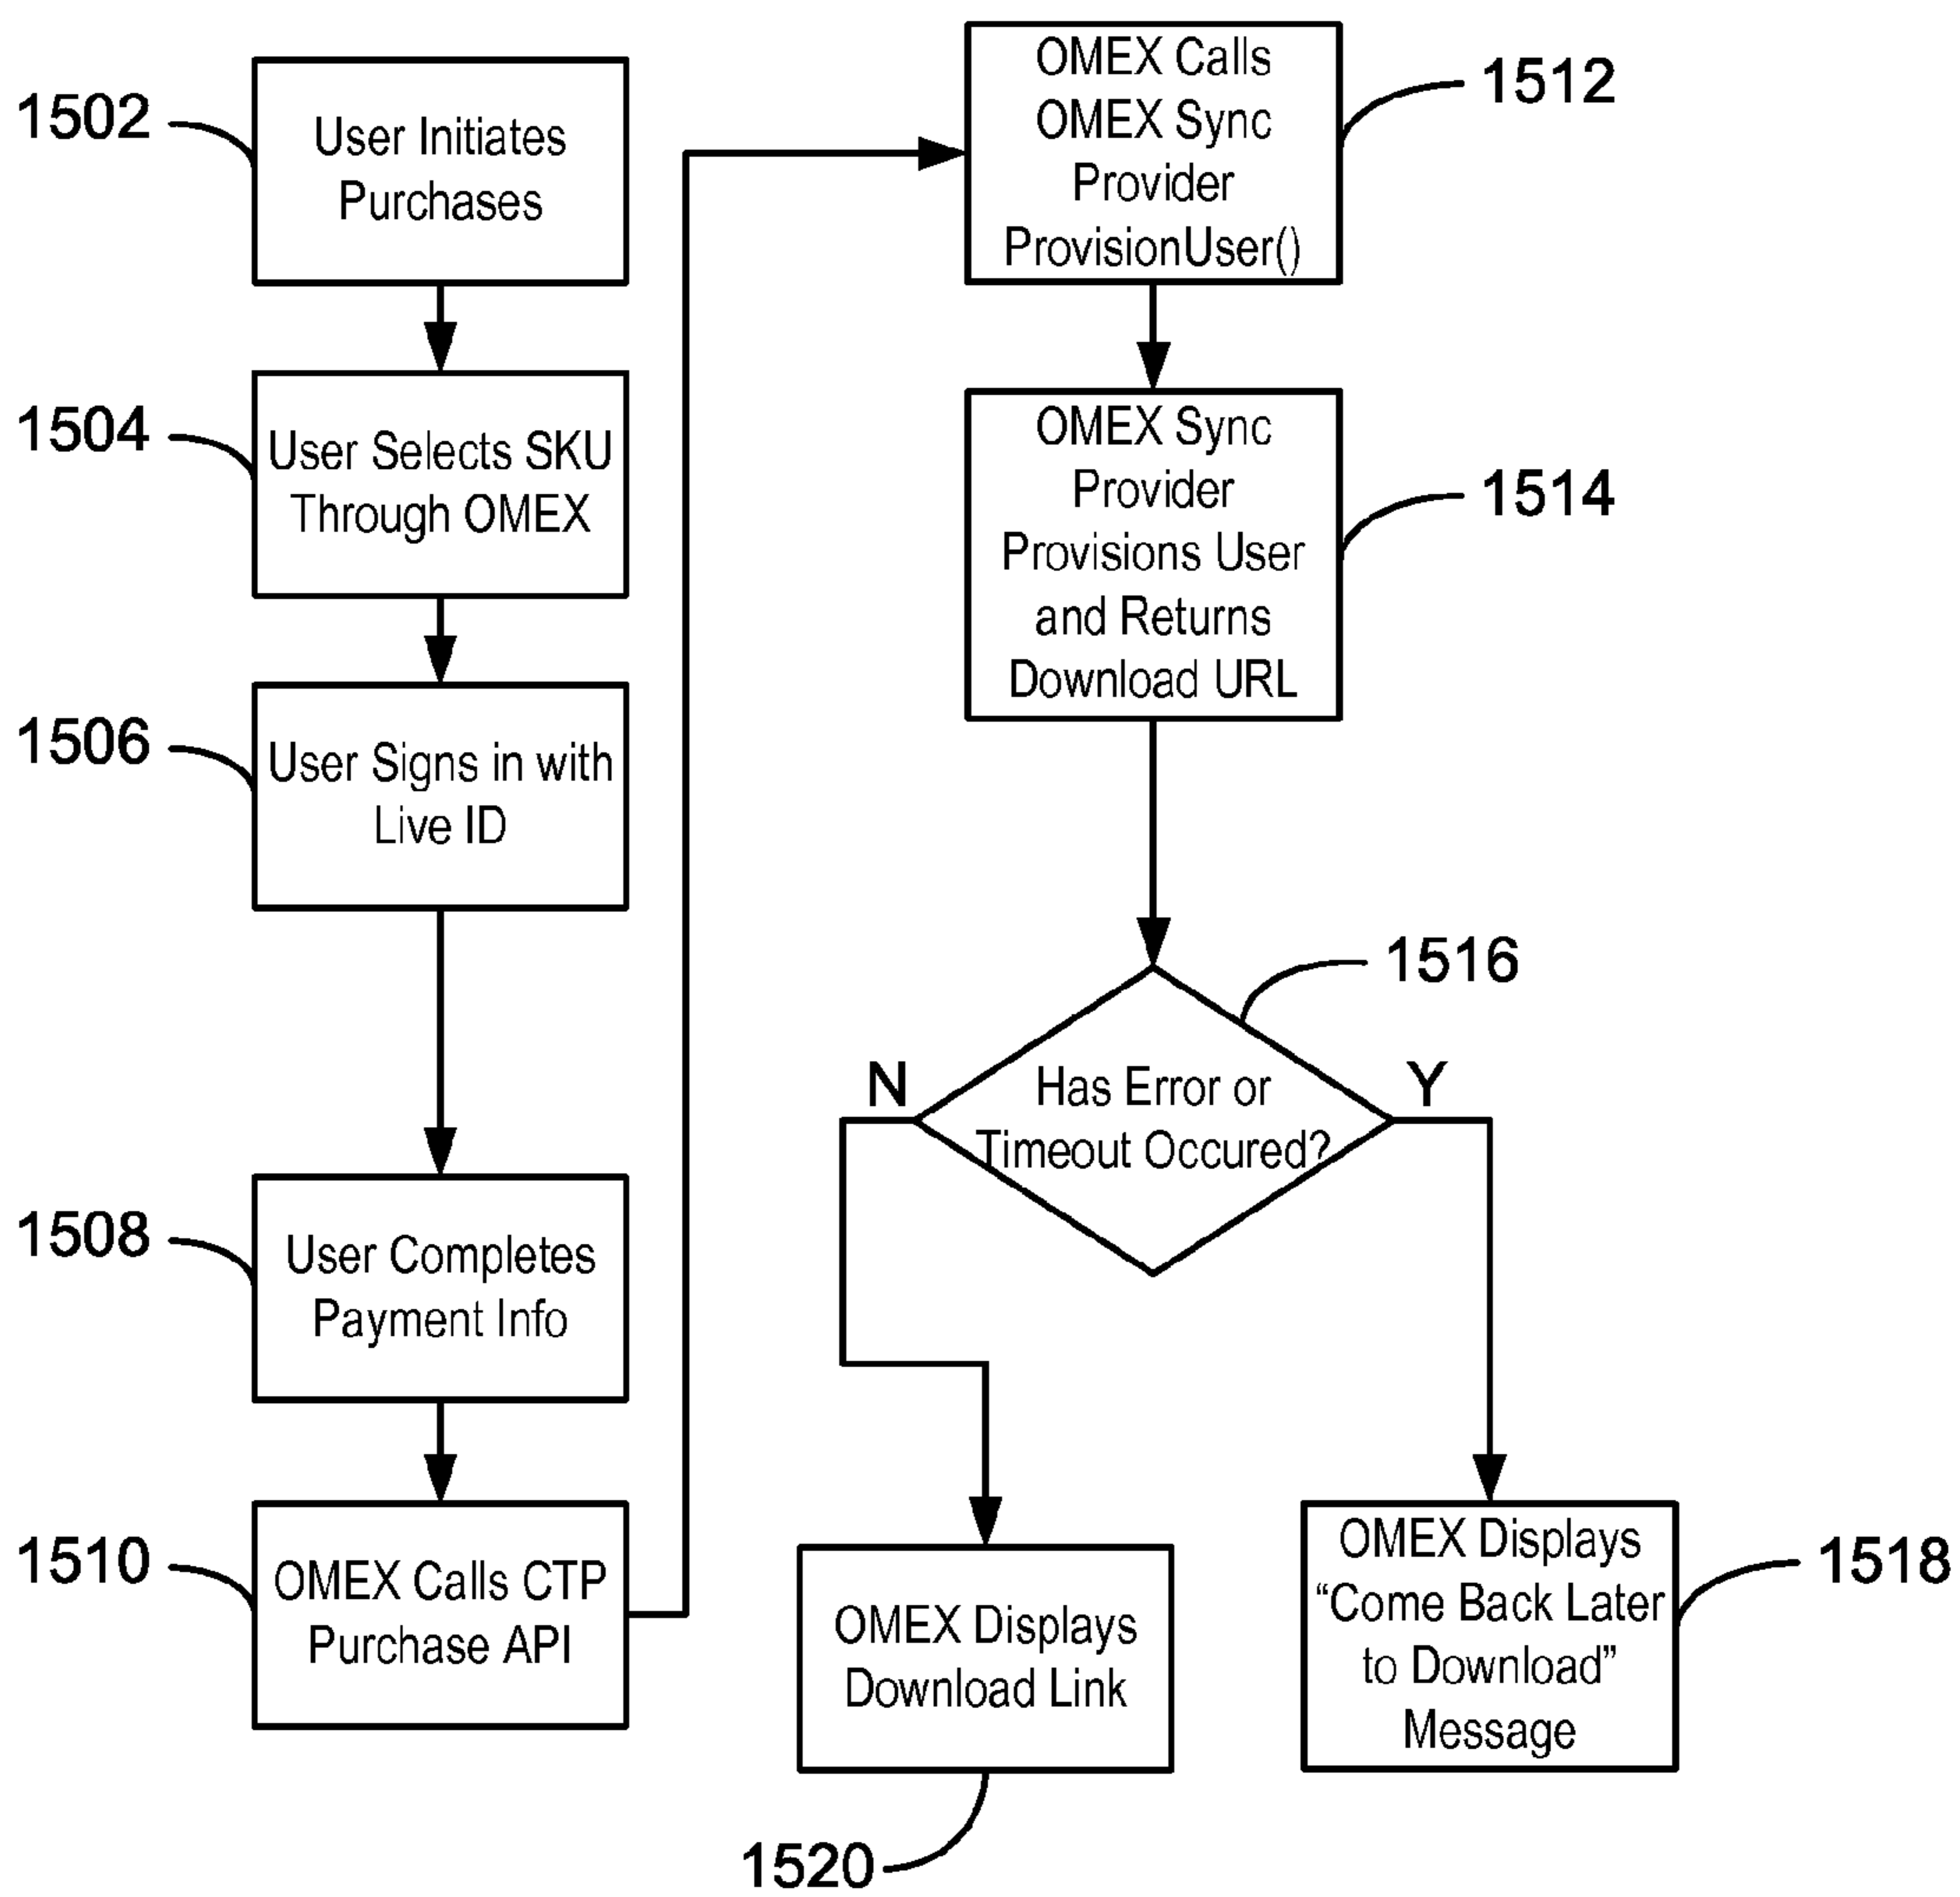 1502
User Initiates
Purchases
1504
User Selects SKU
Through OMEX
1506
User Signs in with
Live ID
1508
User Completes
Payment Info
1510
OMEX Calls CTP
Purchase API
OMEX Calls
OMEX Sync
Provider
ProvisionUser()
1512
OMEX Sync
Provider
Provisions User
and Returns
Download URL
1514
1516
Has Error or
Timeout Occured?
N
Y
OMEX Displays
Download Link
1520
OMEX Displays
“Come Back Later
to Download”
Message
1518